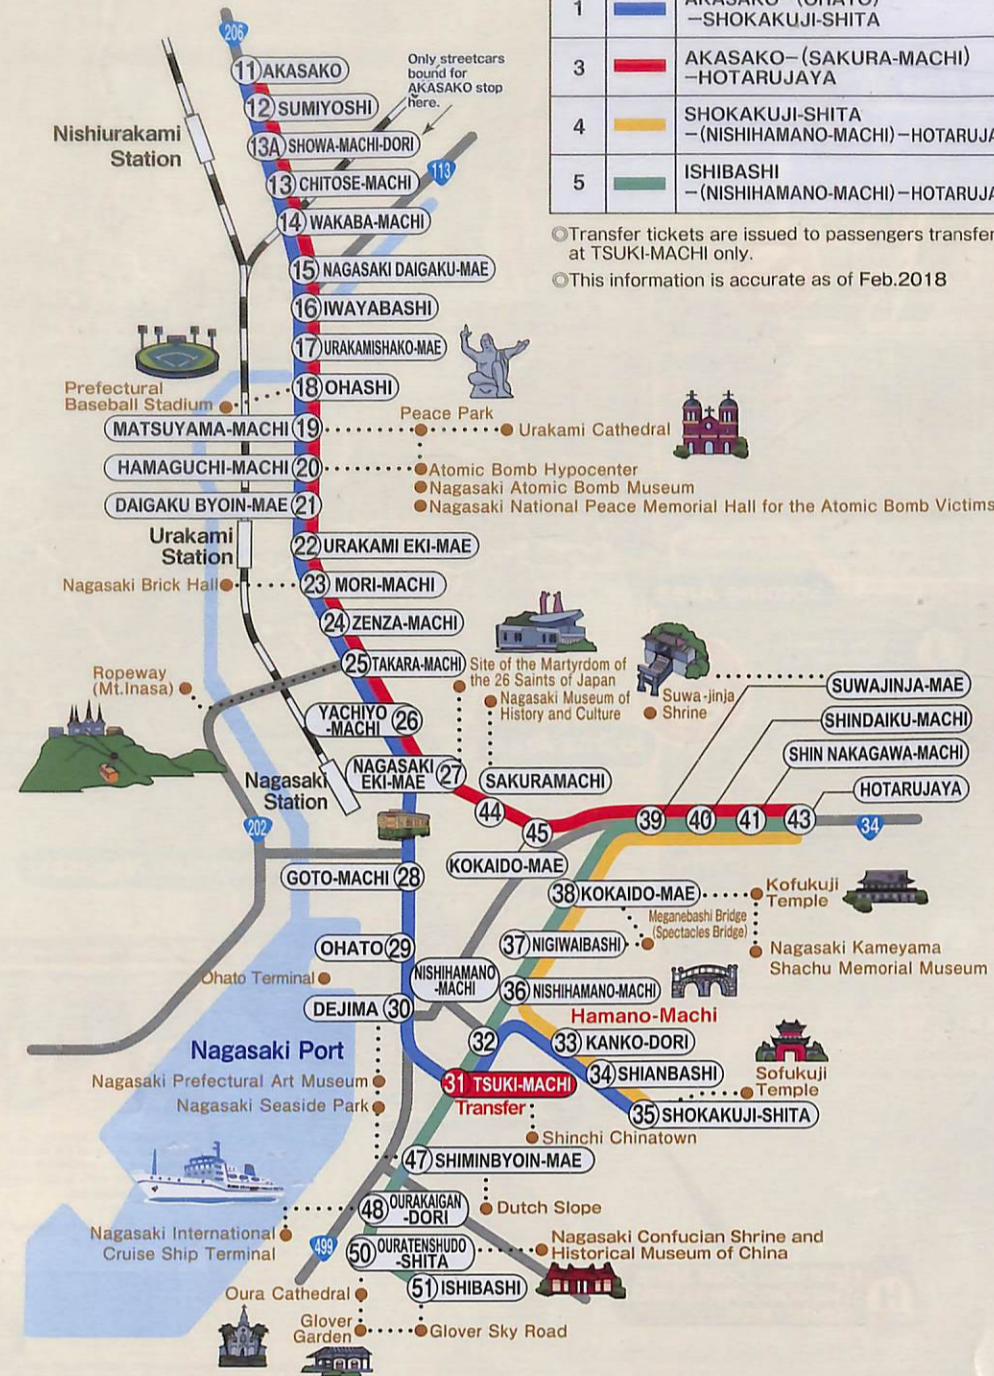 1
AKASAKO-(OHATO)
-SHOKAKUJI-SHITA
3
AKASAKO-(SAKURA-MACHI)
-HOTARUJAYA
4
SHOKAKUJI-SHITA
-(NISHIHAMANO-MACHI)-HOTARUJA
5
ISHIBASHI
-(NISHIHAMANO-MACHI)-HOTARUJA
◎Transfer tickets are issued to passengers transfer
at TSUKI-MACHI only.
◎This information is accurate as of Feb.2018
206
11 AKASAKO
Only streetcars
bound for
AKASAKO stop
here.
12 SUMIYOSHI
Nishiurakami
Station
13A SHOWA-MACHI-DORI
113
13 CHITOSE-MACHI
14 WAKABA-MACHI
15 NAGASAKI DAIGAKU-MAE
16 IWAYABASHI
17 URAKAMISHAKO-MAE
18 OHASHI
Prefectural
Baseball Stadium
Peace Park
MATSUYAMA-MACHI 19
Urakami Cathedral
HAMAGUCHI-MACHI 20
Atomic Bomb Hypocenter
Nagasaki Atomic Bomb Museum
DAIGAKU BYOIN-MAE 21
Nagasaki National Peace Memorial Hall for the Atomic Bomb Victims
Urakami
Station
22 URAKAMI EKI-MAE
Nagasaki Brick Hall
23 MORI-MACHI
24 ZENZA-MACHI
25 TAKARA-MACHI
Site of the Martyrdom of
the 26 Saints of Japan
Ropeway
(Mt.Inasa)
Nagasaki Museum of
History and Culture
Suwa-jinja
Shrine
SUWAJINJA-MAE
SHINDAIKU-MACHI
YACHIYO
-MACHI 26
SHIN NAKAGAWA-MACHI
NAGASAKI
EKI-MAE 27
SAKURAMACHI
HOTARUJAYA
Nagasaki
Station
44
45
39
40
41
43
34
202
KOKAIDO-MAE
GOTO-MACHI 28
38 KOKAIDO-MAE
Kofukuji
Temple
Meganebashi Bridge
(Spectacles Bridge)
OHATO 29
37 NIGIWAIBASHI
Nagasaki Kameyama
Shachu Memorial Museum
Ohato Terminal
NISHIHAMANO
-MACHI
36 NISHIHAMANO-MACHI
DEJIMA 30
Hamano-Machi
32
33 KANKO-DORI
Nagasaki Port
34 SHIANBASHI
Sofukuji
Temple
Nagasaki Prefectural Art Museum
31 TSUKI-MACHI
Transfer
Nagasaki Seaside Park
35 SHOKAKUJI-SHITA
Shinchi Chinatown
47 SHIMINBYOIN-MAE
48 OURAKAIGAN
-DORI
Dutch Slope
Nagasaki International
Cruise Ship Terminal
499
50 OURATENSHUDO
-SHITA
Nagasaki Confucian Shrine and
Historical Museum of China
51 ISHIBASHI
Oura Cathedral
Glover
Garden
Glover Sky Road